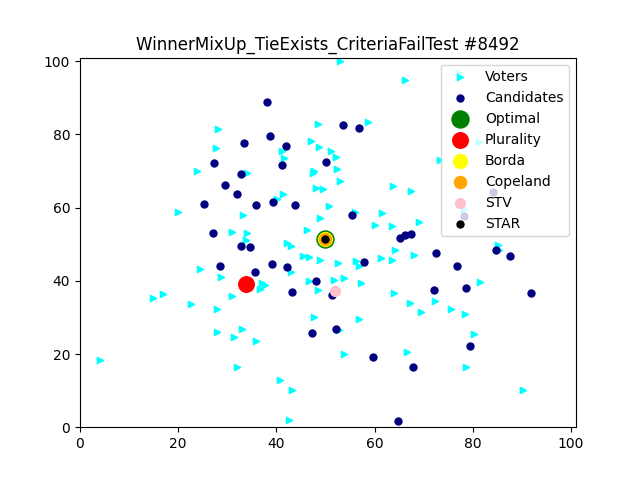 WinnerMixUp_TieExists_CriteriaFailTest #8492
100
80
60
40
20
0
0
20
40
60
80
100
Voters
Candidates
Optimal
Plurality
Borda
Copeland
STV
STAR